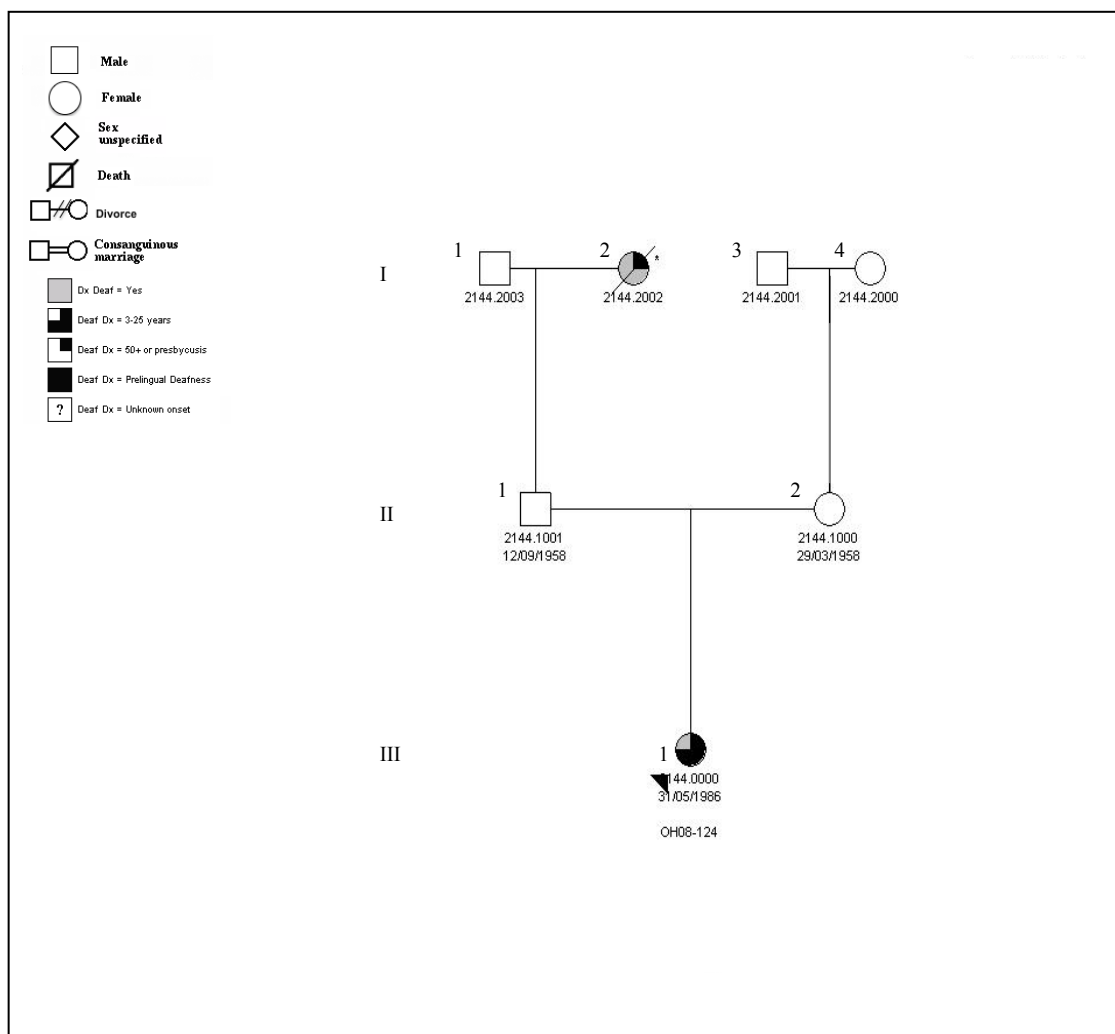 Male
Female
Sex
unspecified
Death
Divorce
Consanguinous
marriage
Dx Deaf = Yes
Deaf Dx = 3-25 years
Deaf Dx = 50+ or presbycusis
Deaf Dx = Prelingual Deafness
? Deaf Dx = Unknown onset
I
1
2
*
3
4
2144.2003
2144.2002
2144.2001
2144.2000
II
1
2
2144.1001
12/09/1958
2144.1000
29/03/1958
III
1
2144.0000
31/05/1986
OH08-124